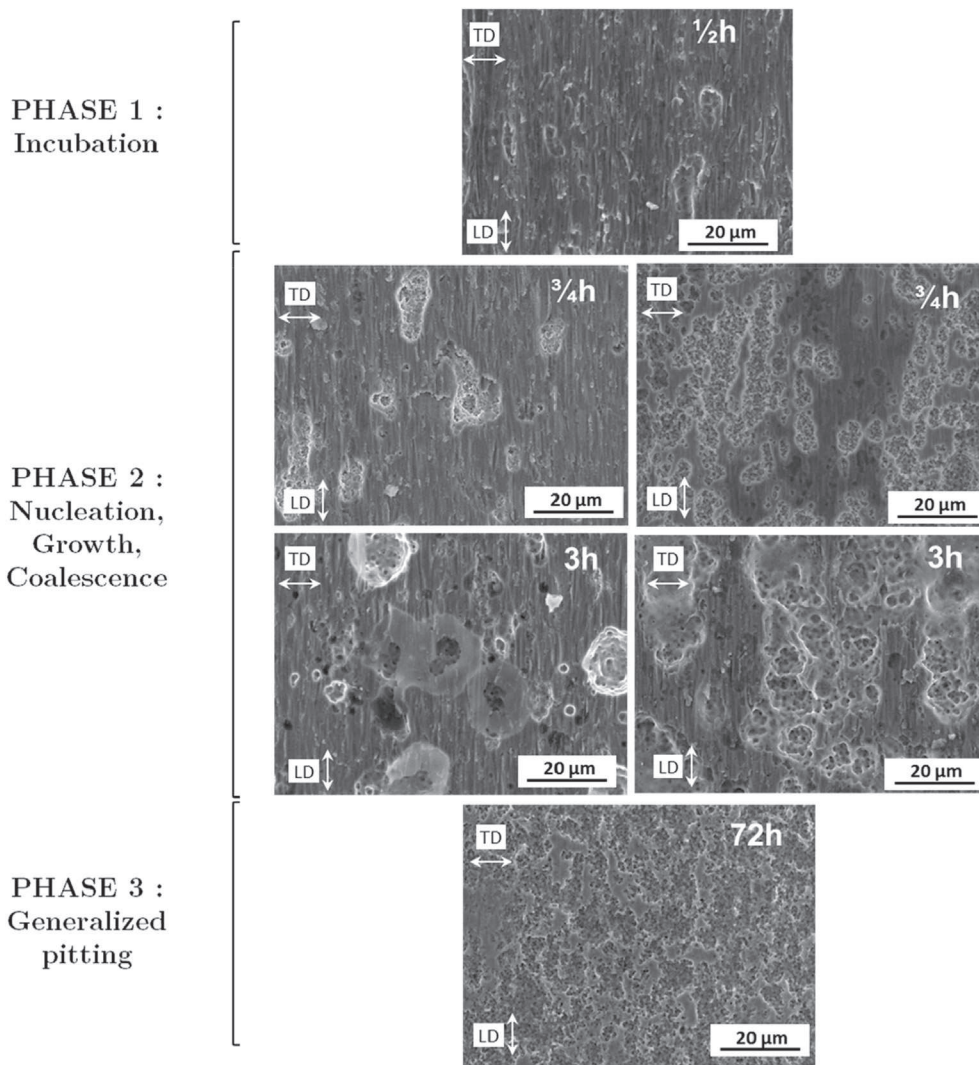 PHASE 1 :
Incubation
TD
½h
LD
20 µm
PHASE 2 :
Nucleation,
Growth,
Coalescence
TD
¾h
LD
20 µm
TD
¾h
LD
20 µm
TD
3h
LD
20 µm
TD
3h
LD
20 µm
PHASE 3 :
Generalized
pitting
TD
72h
LD
20 µm